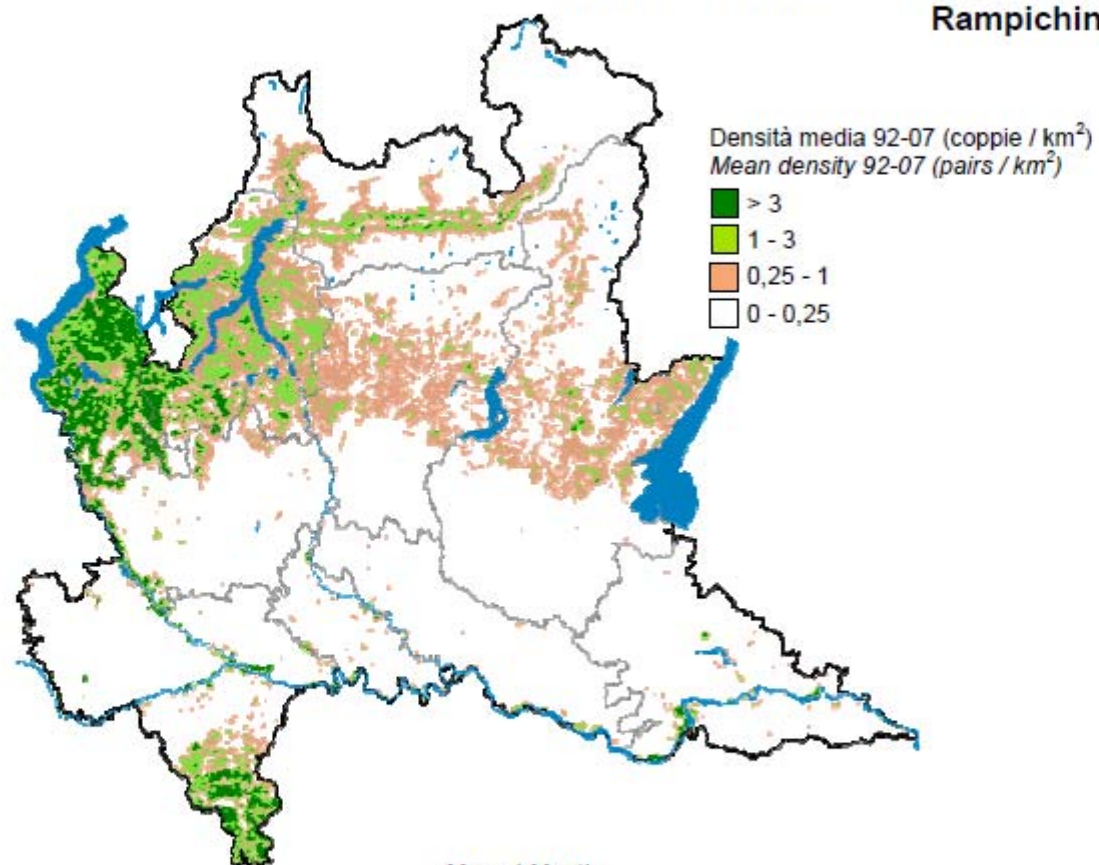 Rampichin
Densità media 92-07 (coppie / km²)
Mean density 92-07 (pairs / km²)
> 3
1 - 3
0,25 - 1
0 - 0,25